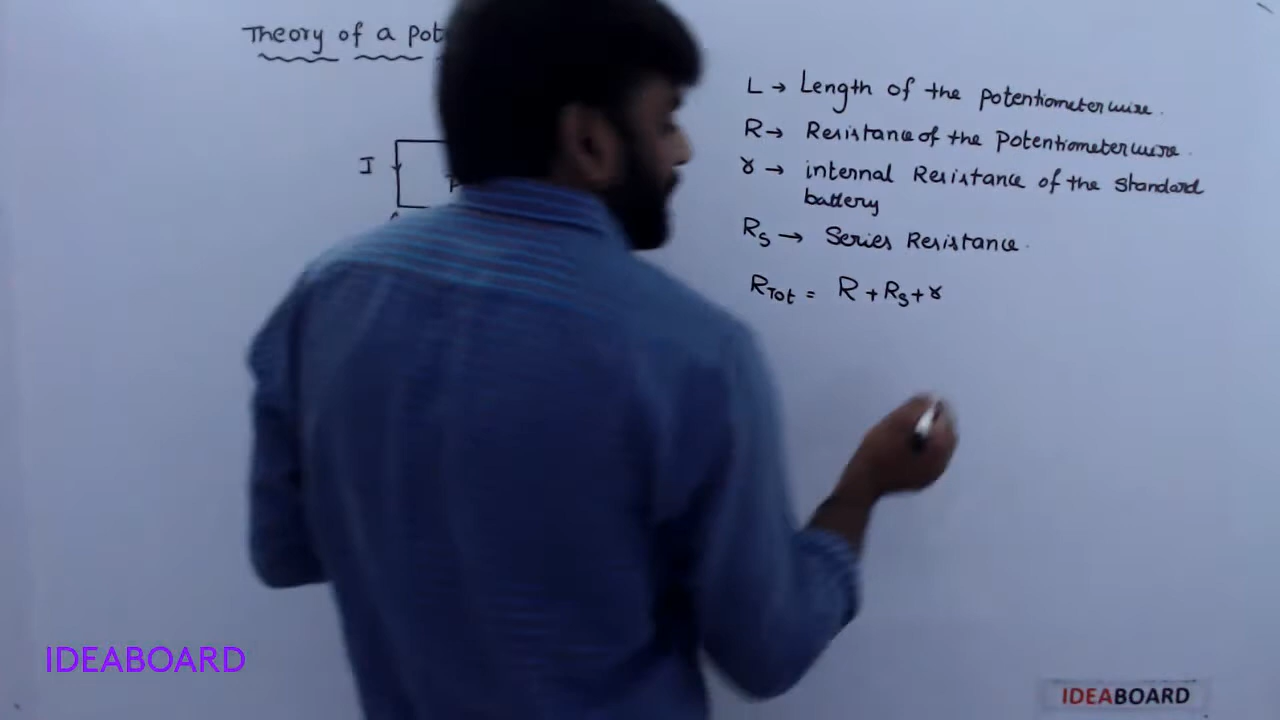 Theory of a Pot
L → Length of the potentiometer wire.
R → Resistance of the potentiometer wire.
r → internal Resistance of the standard
battery
Rs → Series Resistance.
RTot = R + Rs + r
I
IDEABOARD
IDEABOARD